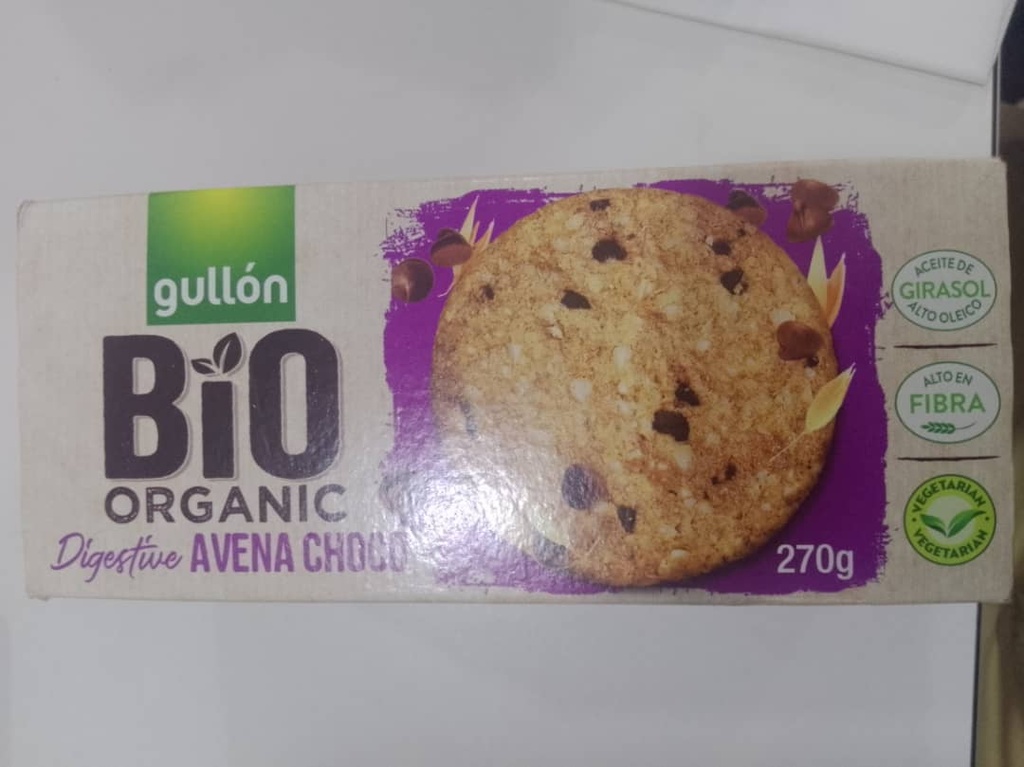 gullón
BiO
ORGANIC
Digestive AVENA CHOCO
270g
ACEITE DE
GIRASOL
ALTO OLEICO
ALTO EN
FIBRA
VEGETARIAN
VEGETARIAN